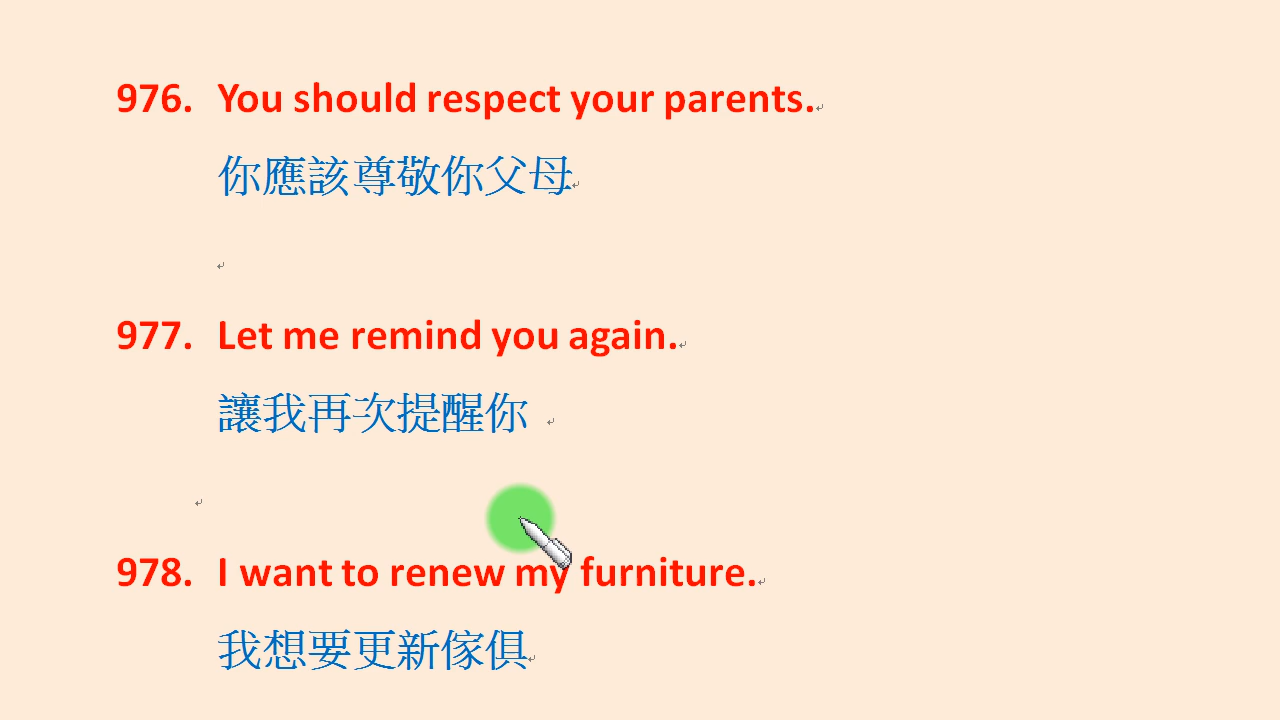 976. You should respect your parents.
你應該尊敬你父母
977. Let me remind you again.
讓我再次提醒你
978. I want to renew my furniture.
我想要更新傢俱